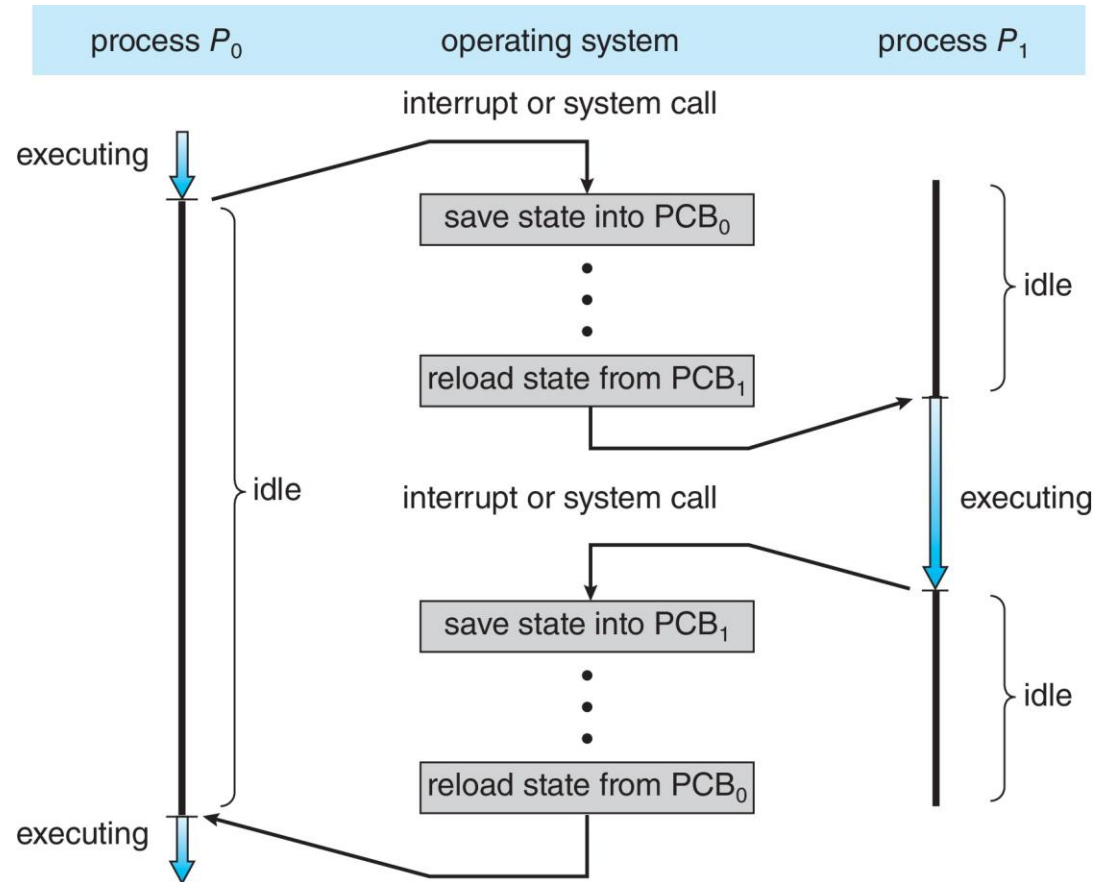 process P₀ operating system process P₁
interrupt or system call
executing
save state into PCB₀
idle
reload state from PCB₁
idle
interrupt or system call
executing
save state into PCB₁
idle
reload state from PCB₀
executing